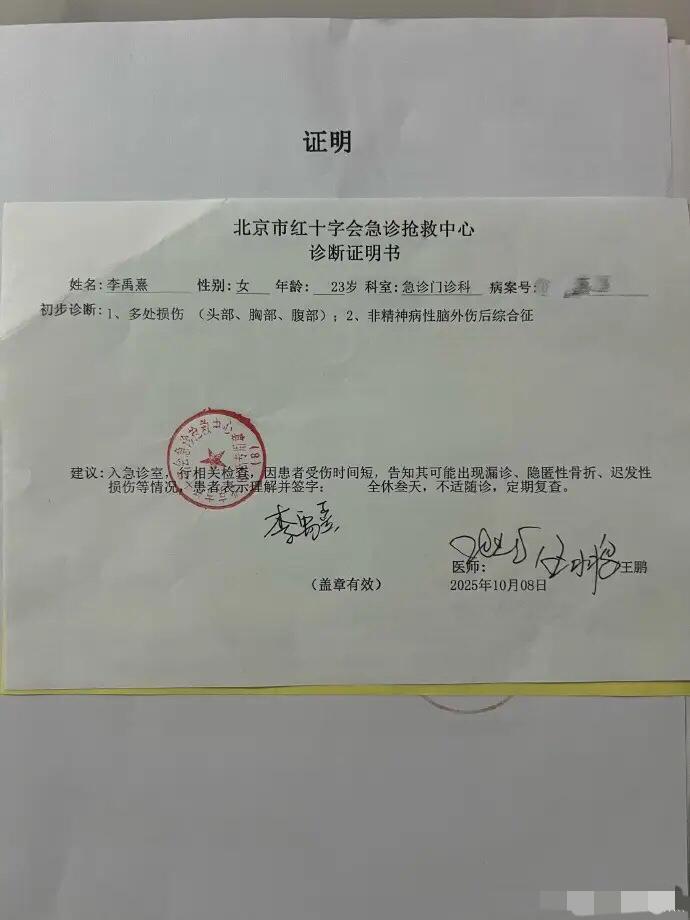 证明
北京市红十字会急诊抢救中心
诊断证明书
姓名：李禹熹 性别：女 年龄： 23岁 科室：急诊门诊科 病案号：
初步诊断：1、多处损伤 （头部、胸部、腹部）；2、非精神病性脑外伤后综合征
建议：入急诊室，行相关检查，因患者受伤时间短，告知其可能出现漏诊、隐匿性骨折、迟发性
损伤等情况，患者表示理解并签字： 全休叁天，不适随诊，定期复查。
李禹熹
医师： 王鹏
（盖章有效） 2025年10月08日